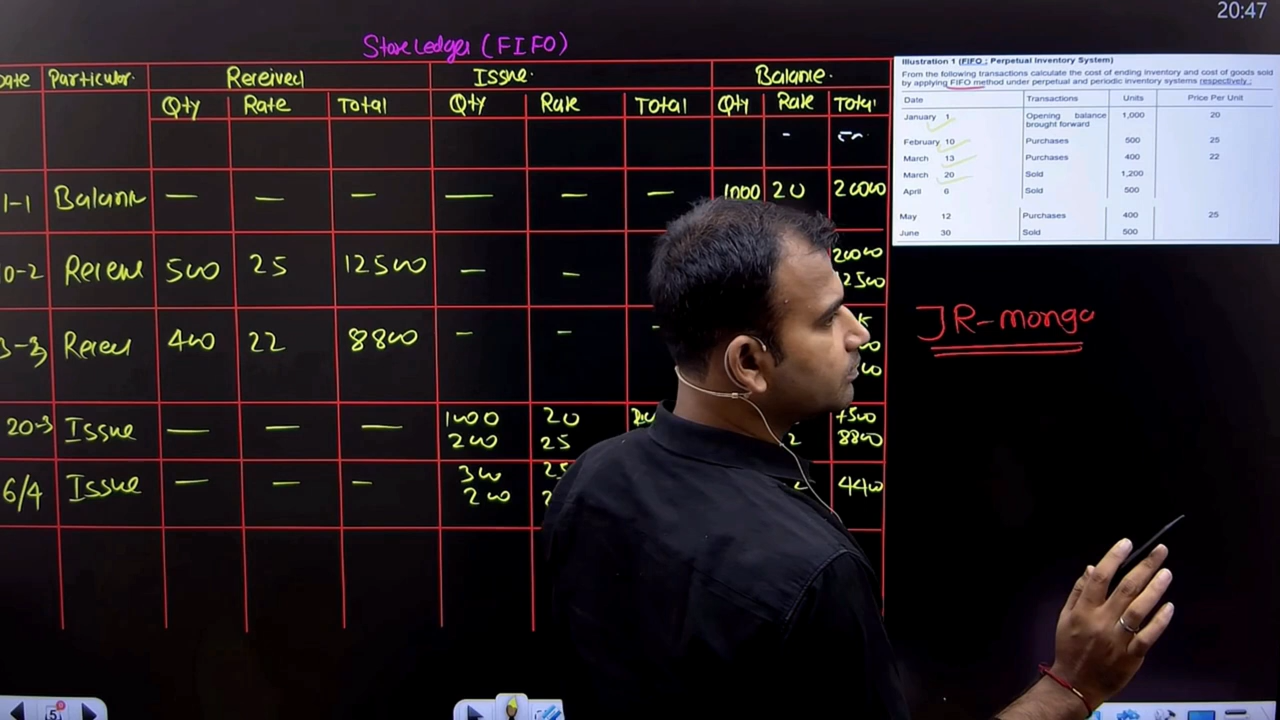 20:47
Store Ledger (FIFO)
Date Particular Received Issue Balance
Qty Rate Total Qty Rate Total Qty Rate Total
1-1 Balance — — — — — — 1000 20 20000
0-2 Receive 500 25 12500 — — 20000
2500
3-3 Receive 400 22 8800 — — -
20-3 Issue — — — 1000 20 7500
200 25 8800
6/4 Issue — — — 300 25 4400
200
Illustration 1 (FIFO : Perpetual Inventory System)
From the following transactions calculate the cost of ending inventory and cost of goods sold
by applying FIFO method under perpetual and periodic inventory systems respectively :
Date Transactions Units Price Per Unit
January 1 Opening balance brought forward 1,000 20
February 10 Purchases 500 25
March 13 Purchases 400 22
March 20 Sold 1,200
April 6 Sold 500
May 12 Purchases 400 25
June 30 Sold 500
JR-monga
5